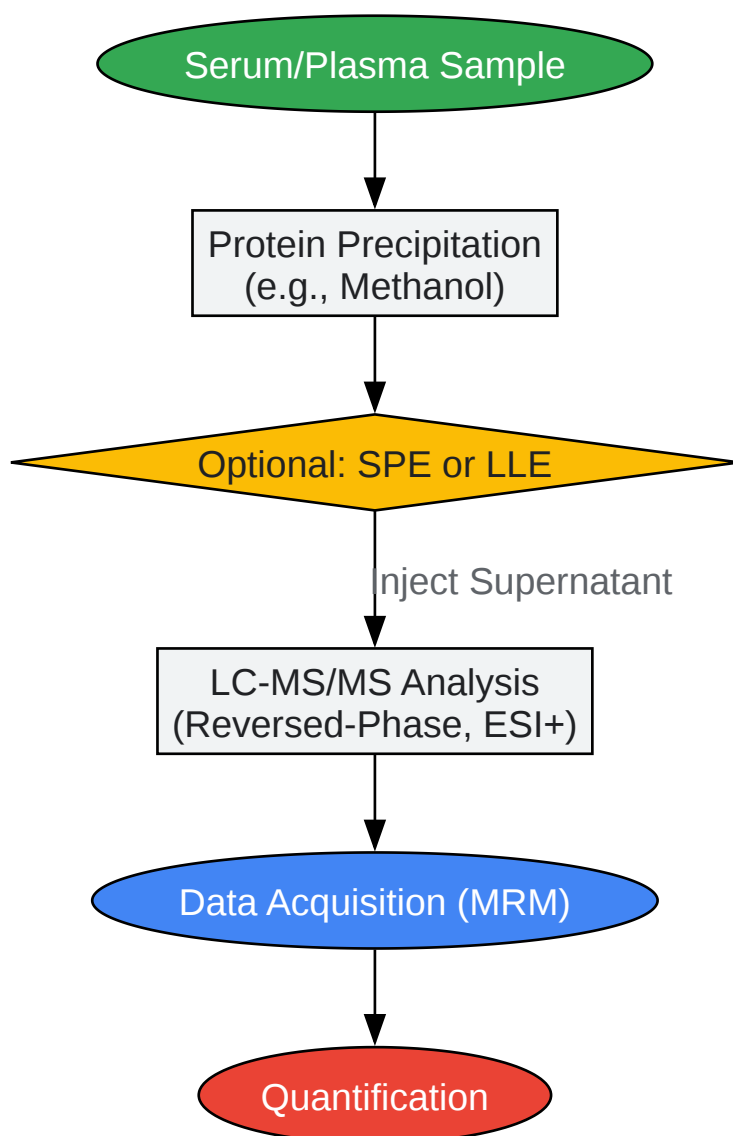 Serum/Plasma Sample
Protein Precipitation
(e.g., Methanol)
Optional: SPE or LLE
Inject Supernatant
LC-MS/MS Analysis
(Reversed-Phase, ESI+)
Data Acquisition (MRM)
Quantification